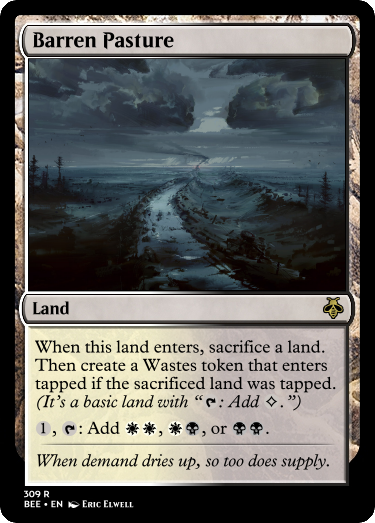 Barren Pasture
Land
When this land enters, sacrifice a land.
Then create a Wastes token that enters
tapped if the sacrificed land was tapped.
(It's a basic land with “: Add .”)
1, : Add , , or .
When demand dries up, so too does supply.
309 R
BEE • EN Eric Elwell